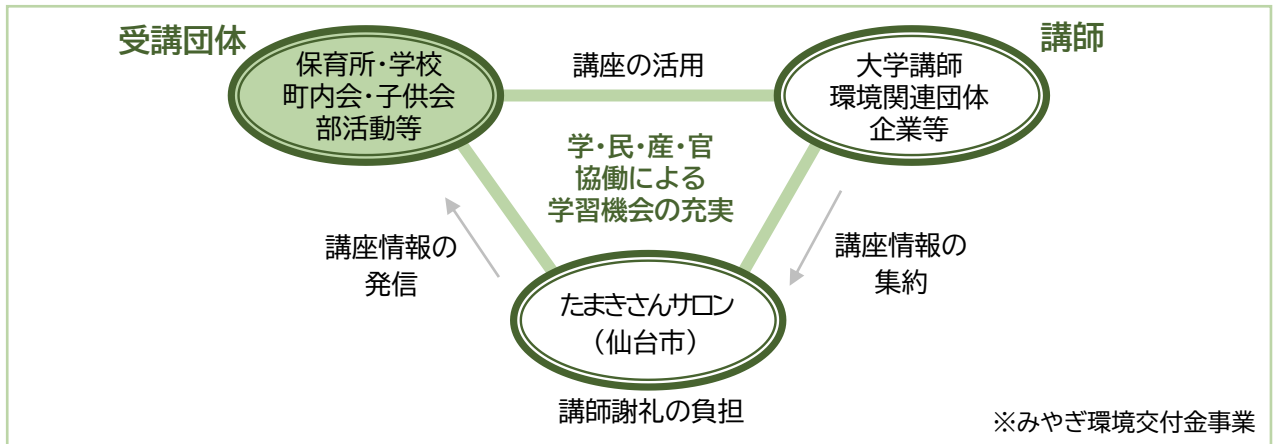 受講団体
保育所・学校
町内会・子供会
部活動等
講座の活用
講師
大学講師
環境関連団体
企業等
学・民・産・官
協働による
学習機会の充実
講座情報の
発信
講座情報の
集約
たまきさんサロン
（仙台市）
講師謝礼の負担
※みやぎ環境交付金事業